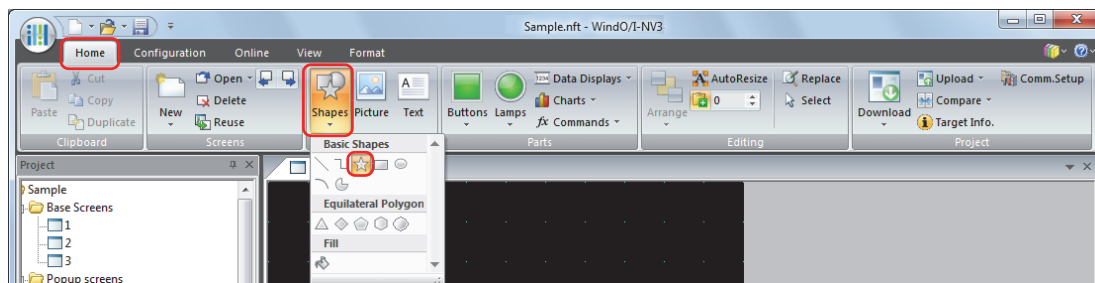 Sample.nft - WindO/I-NV3
Home Configuration Online View Format
Cut
Copy
Duplicate
Paste
Clipboard
New
Open
Delete
Reuse
Screens
Shapes Picture Text
Buttons Lamps
Data Displays
Charts
fx Commands
Parts
Arrange
AutoResize
0
Replace
Select
Editing
Download
Upload
Compare
Target Info.
Comm.Setup
Project
Basic Shapes
Equilateral Polygon
Fill
Project
Sample
Base Screens
1
2
3
Popup screens